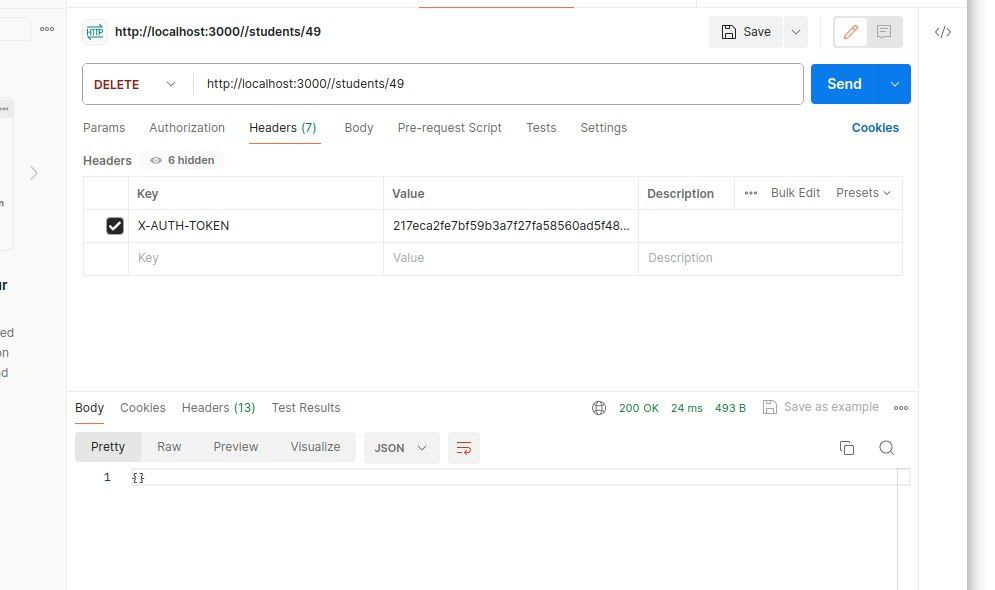 HTTP http://localhost:3000//students/49 Save
DELETE http://localhost:3000//students/49 Send
Params Authorization Headers (7) Body Pre-request Script Tests Settings Cookies
Headers 6 hidden
Key Value Description ••• Bulk Edit Presets
X-AUTH-TOKEN 217eca2fe7bf59b3a7f27fa58560ad5f48...
Key Value Description
Body Cookies Headers (13) Test Results 200 OK 24 ms 493 B Save as example
Pretty Raw Preview Visualize JSON
1 {}